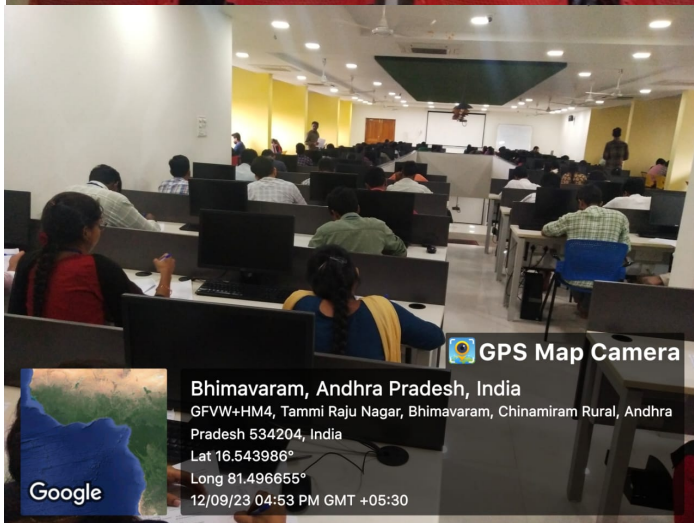 GPS Map Camera
Bhimavaram, Andhra Pradesh, India
GFVW+HM4, Tammi Raju Nagar, Bhimavaram, Chinamiram Rural, Andhra
Pradesh 534204, India
Lat 16.543986°
Long 81.496655°
12/09/23 04:53 PM GMT +05:30
Google